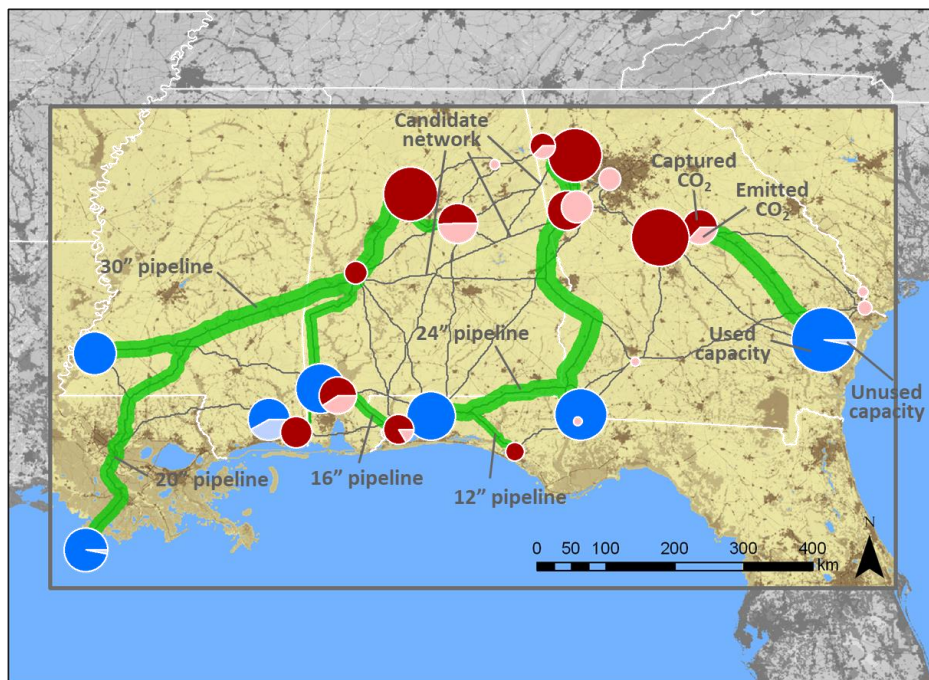 Candidate
network
Captured
CO₂
Emitted
CO₂
30” pipeline
24” pipeline
Used
capacity
Unused
capacity
20” pipeline
16” pipeline
12” pipeline
N
0 50 100 200 300 400
km